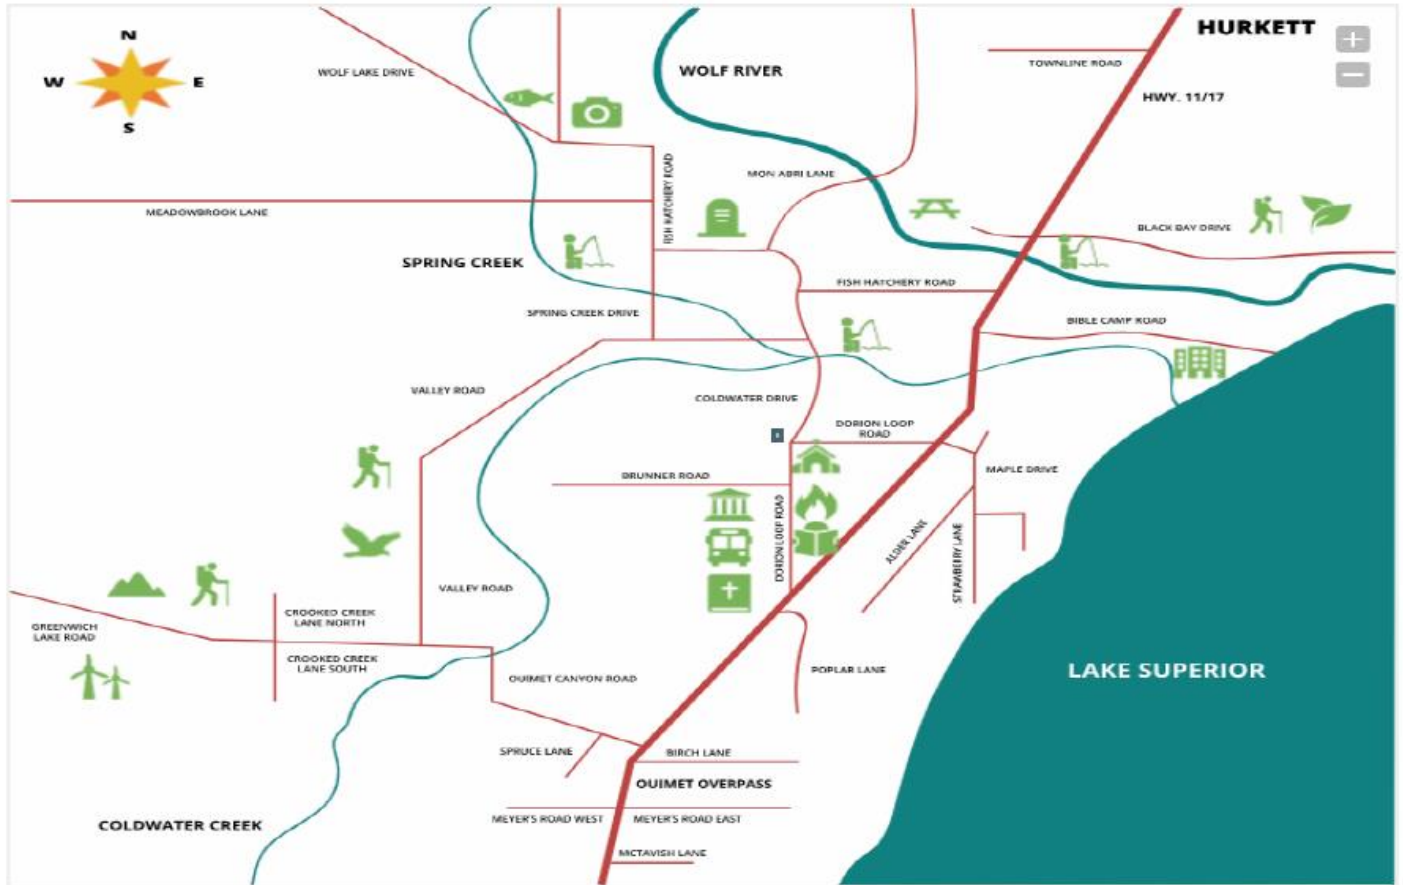 HURKETT
N
W
E
S
WOLF LAKE DRIVE
WOLF RIVER
TOWNLINE ROAD
HWY. 11/17
FISH HATCHERY ROAD
MON ABRI LANE
MEADOWBROOK LANE
BLACK BAY DRIVE
SPRING CREEK
FISH HATCHERY ROAD
SPRING CREEK DRIVE
BIBLE CAMP ROAD
VALLEY ROAD
COLDWATER DRIVE
DORION LOOP
ROAD
BRUNNER ROAD
MAPLE DRIVE
DORION LOOP ROAD
ALDER LANE
STRAWBERRY LANE
VALLEY ROAD
CROOKED CREEK
LANE NORTH
GREENWICH
LAKE ROAD
CROOKED CREEK
LANE SOUTH
OUIMET CANYON ROAD
POPLAR LANE
LAKE SUPERIOR
SPRUCE LANE
BIRCH LANE
OUIMET OVERPASS
MEYER'S ROAD WEST
MEYER'S ROAD EAST
COLDWATER CREEK
MCTAVISH LANE